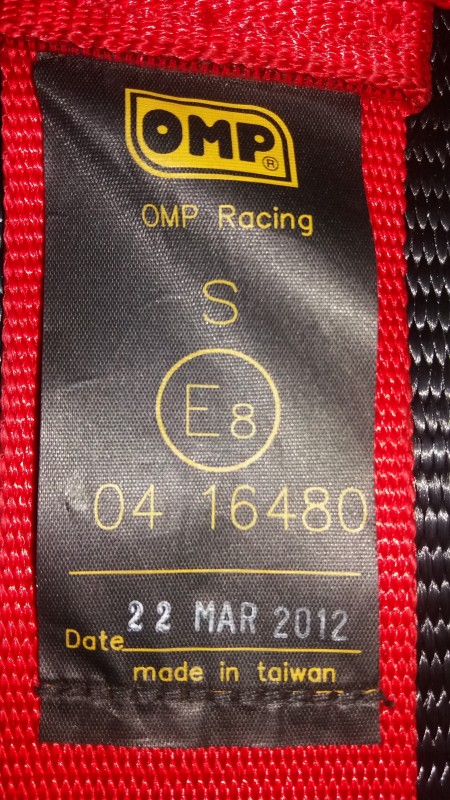 OMP®
OMP Racing
S
E8
04 16480
22 MAR 2012
Date
made in taiwan